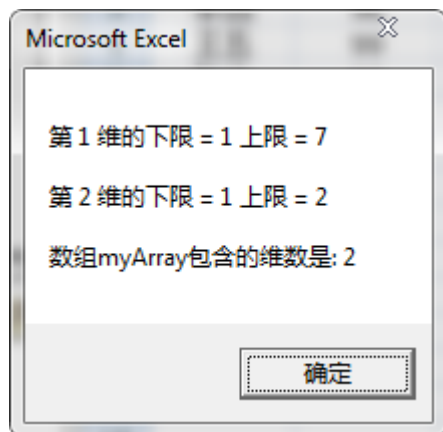 Microsoft Excel
第 1 维的下限 = 1 上限 = 7
第 2 维的下限 = 1 上限 = 2
数组myArray包含的维数是: 2
确定